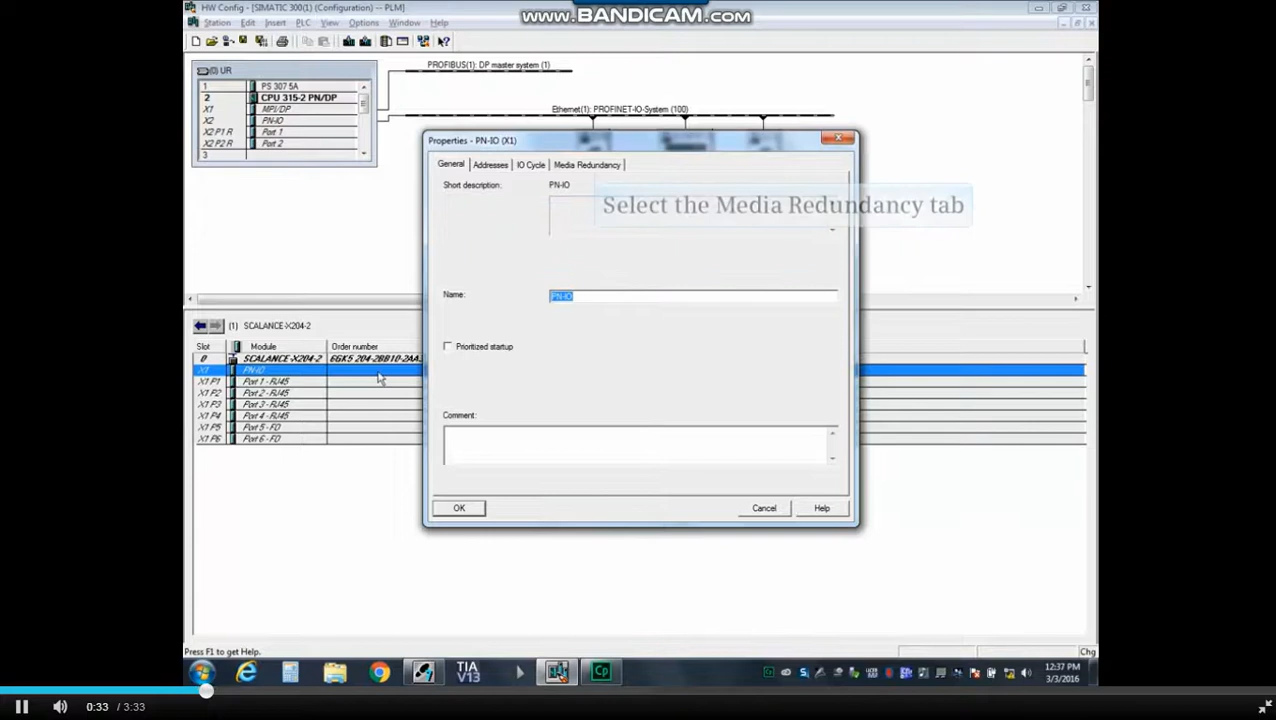 HW Config - [SIMATIC 300(1) (Configuration) -- PLM]
www.BANDICAM.com
Station Edit Insert PLC View Options Window Help
(0) UR
1 PS 307 5A
2 CPU 315-2 PN/DP
X1 MPI/DP
X2 PN-IO
X2 P1 R Port 1
X2 P2 R Port 2
3
PROFIBUS(1): DP master system (1)
Ethernet(1): PROFINET-IO-System (100)
Properties - PN-IO (X1)
General Addresses IO Cycle Media Redundancy
Short description: PN-IO
Select the Media Redundancy tab
Name: PN-IO
Prioritized startup
Comment:
OK Cancel Help
(1) SCALANCE-X204-2
Slot Module Order number
0 SCALANCE-X204-2 6GK5 204-2BB10-2AA3
X1 PN-IO
X1 P1 Port 1 - RJ45
X1 P2 Port 2 - RJ45
X1 P3 Port 3 - RJ45
X1 P4 Port 4 - RJ45
X1 P5 Port 5 - FO
X1 P6 Port 6 - FO
Press F1 to get Help.
Chg
TIA
V13
Cp
12:37 PM
3/3/2016
0:33 / 3:33